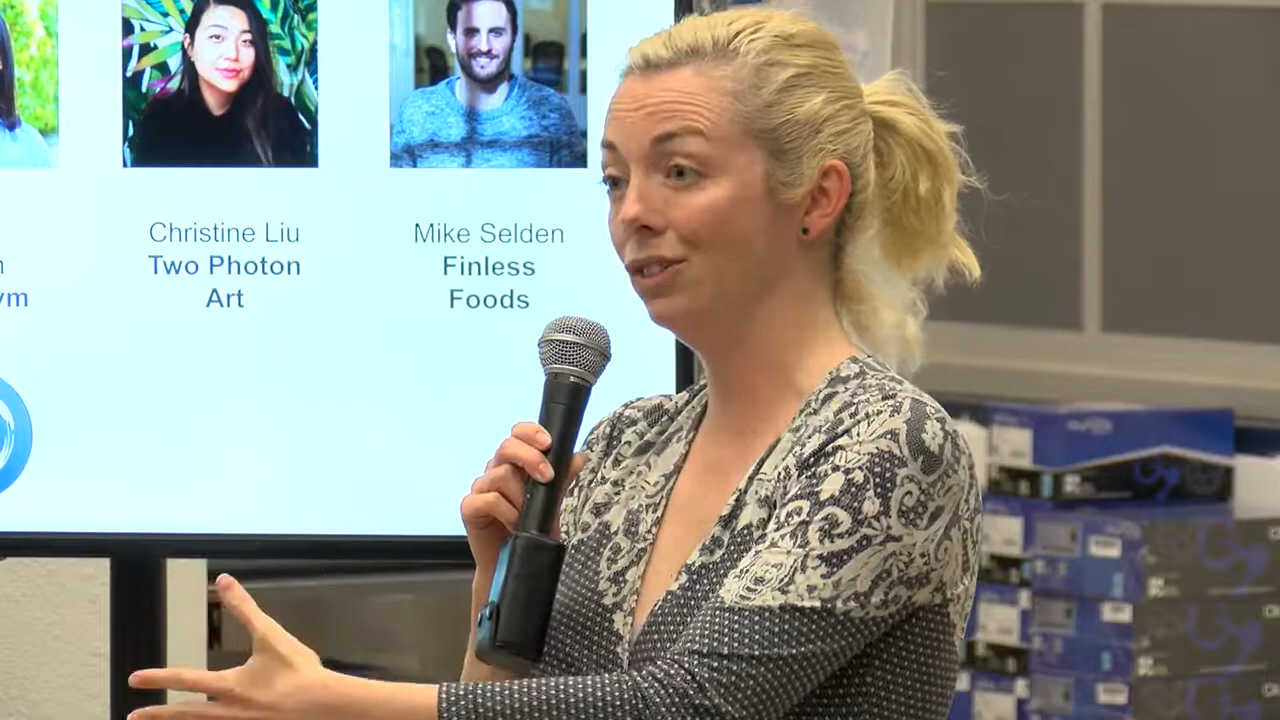 Christine Liu
Two Photon
Art
Mike Selden
Finless
Foods